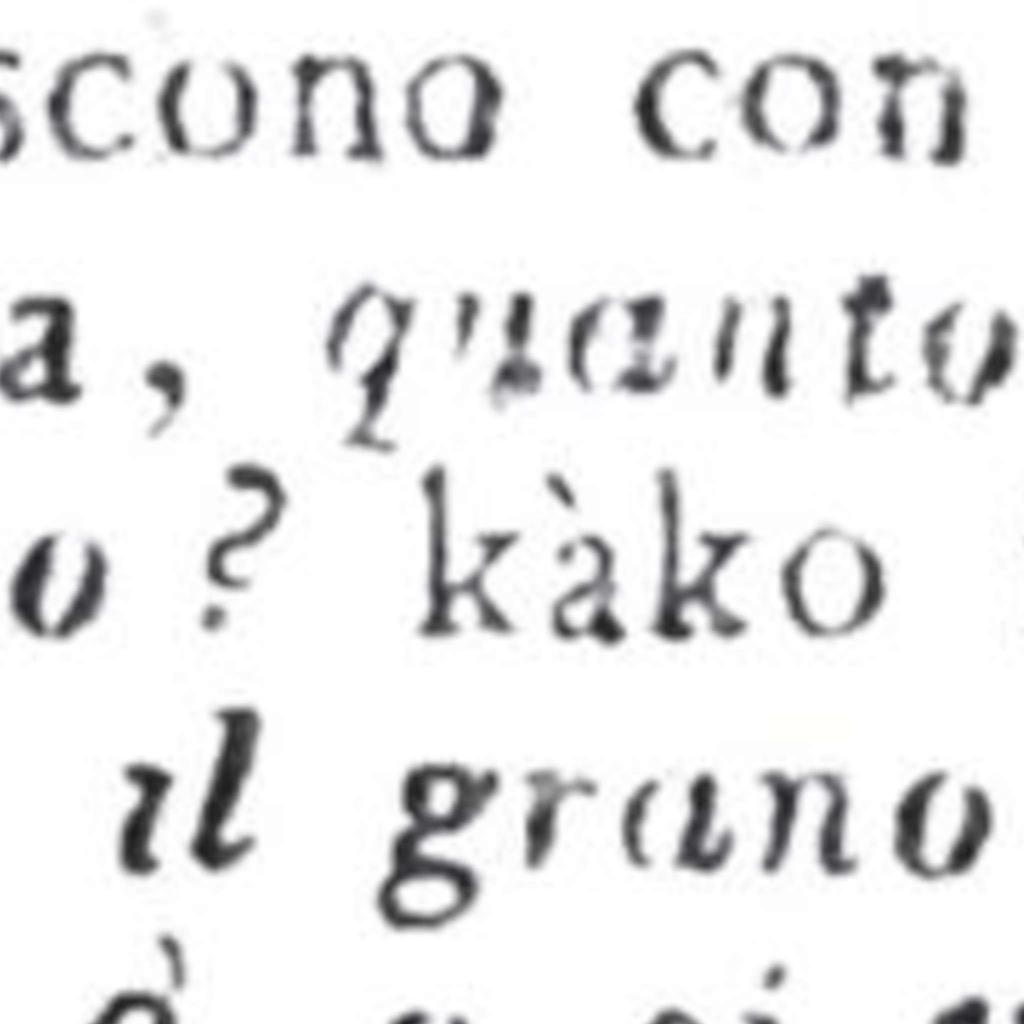 scono con
a, quanto
o? kàko
il grano